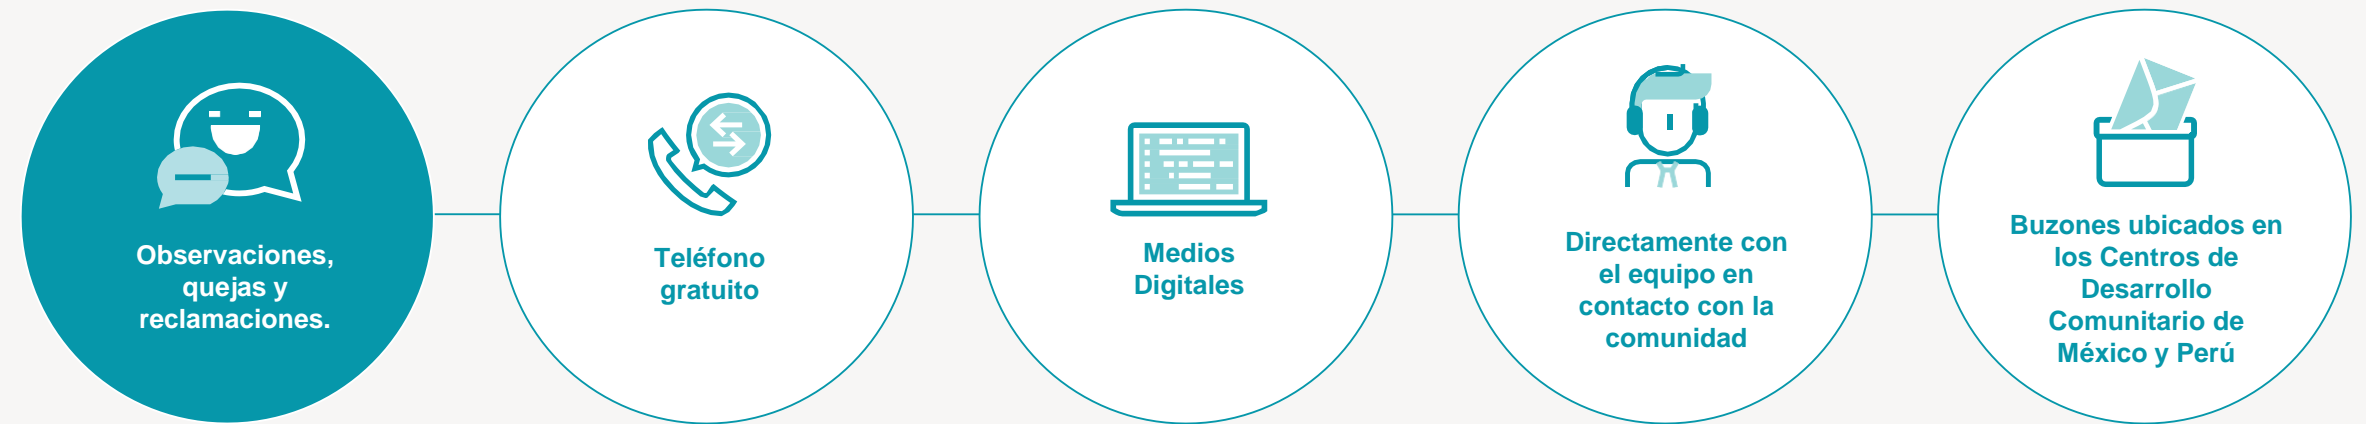 Observaciones,
quejas y
reclamaciones.
Teléfono
gratuito
Medios
Digitales
Directamente con
el equipo en
contacto con la
comunidad
Buzones ubicados en
los Centros de
Desarrollo
Comunitario de
México y Perú